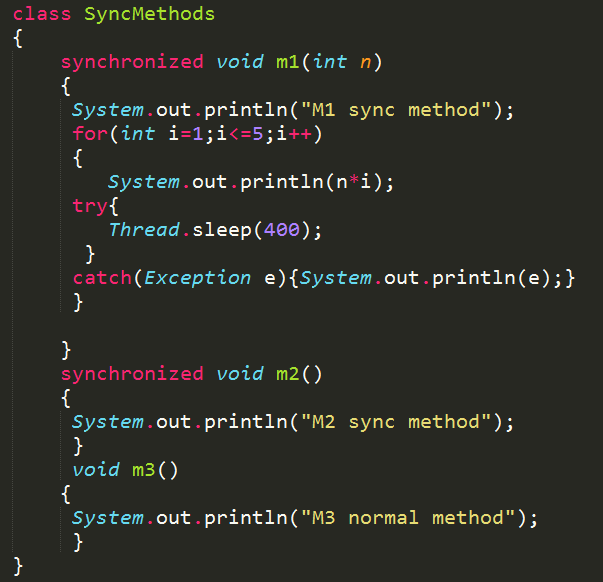 class SyncMethods
{
    synchronized void m1(int n)
    {
     System.out.println("M1 sync method");
     for(int i=1;i<=5;i++)
     {
        System.out.println(n*i);
     try{
        Thread.sleep(400);
      }
     catch(Exception e){System.out.println(e);}
     }

    }
    synchronized void m2()
    {
     System.out.println("M2 sync method");
     }
     void m3()
    {
     System.out.println("M3 normal method");
     }
}